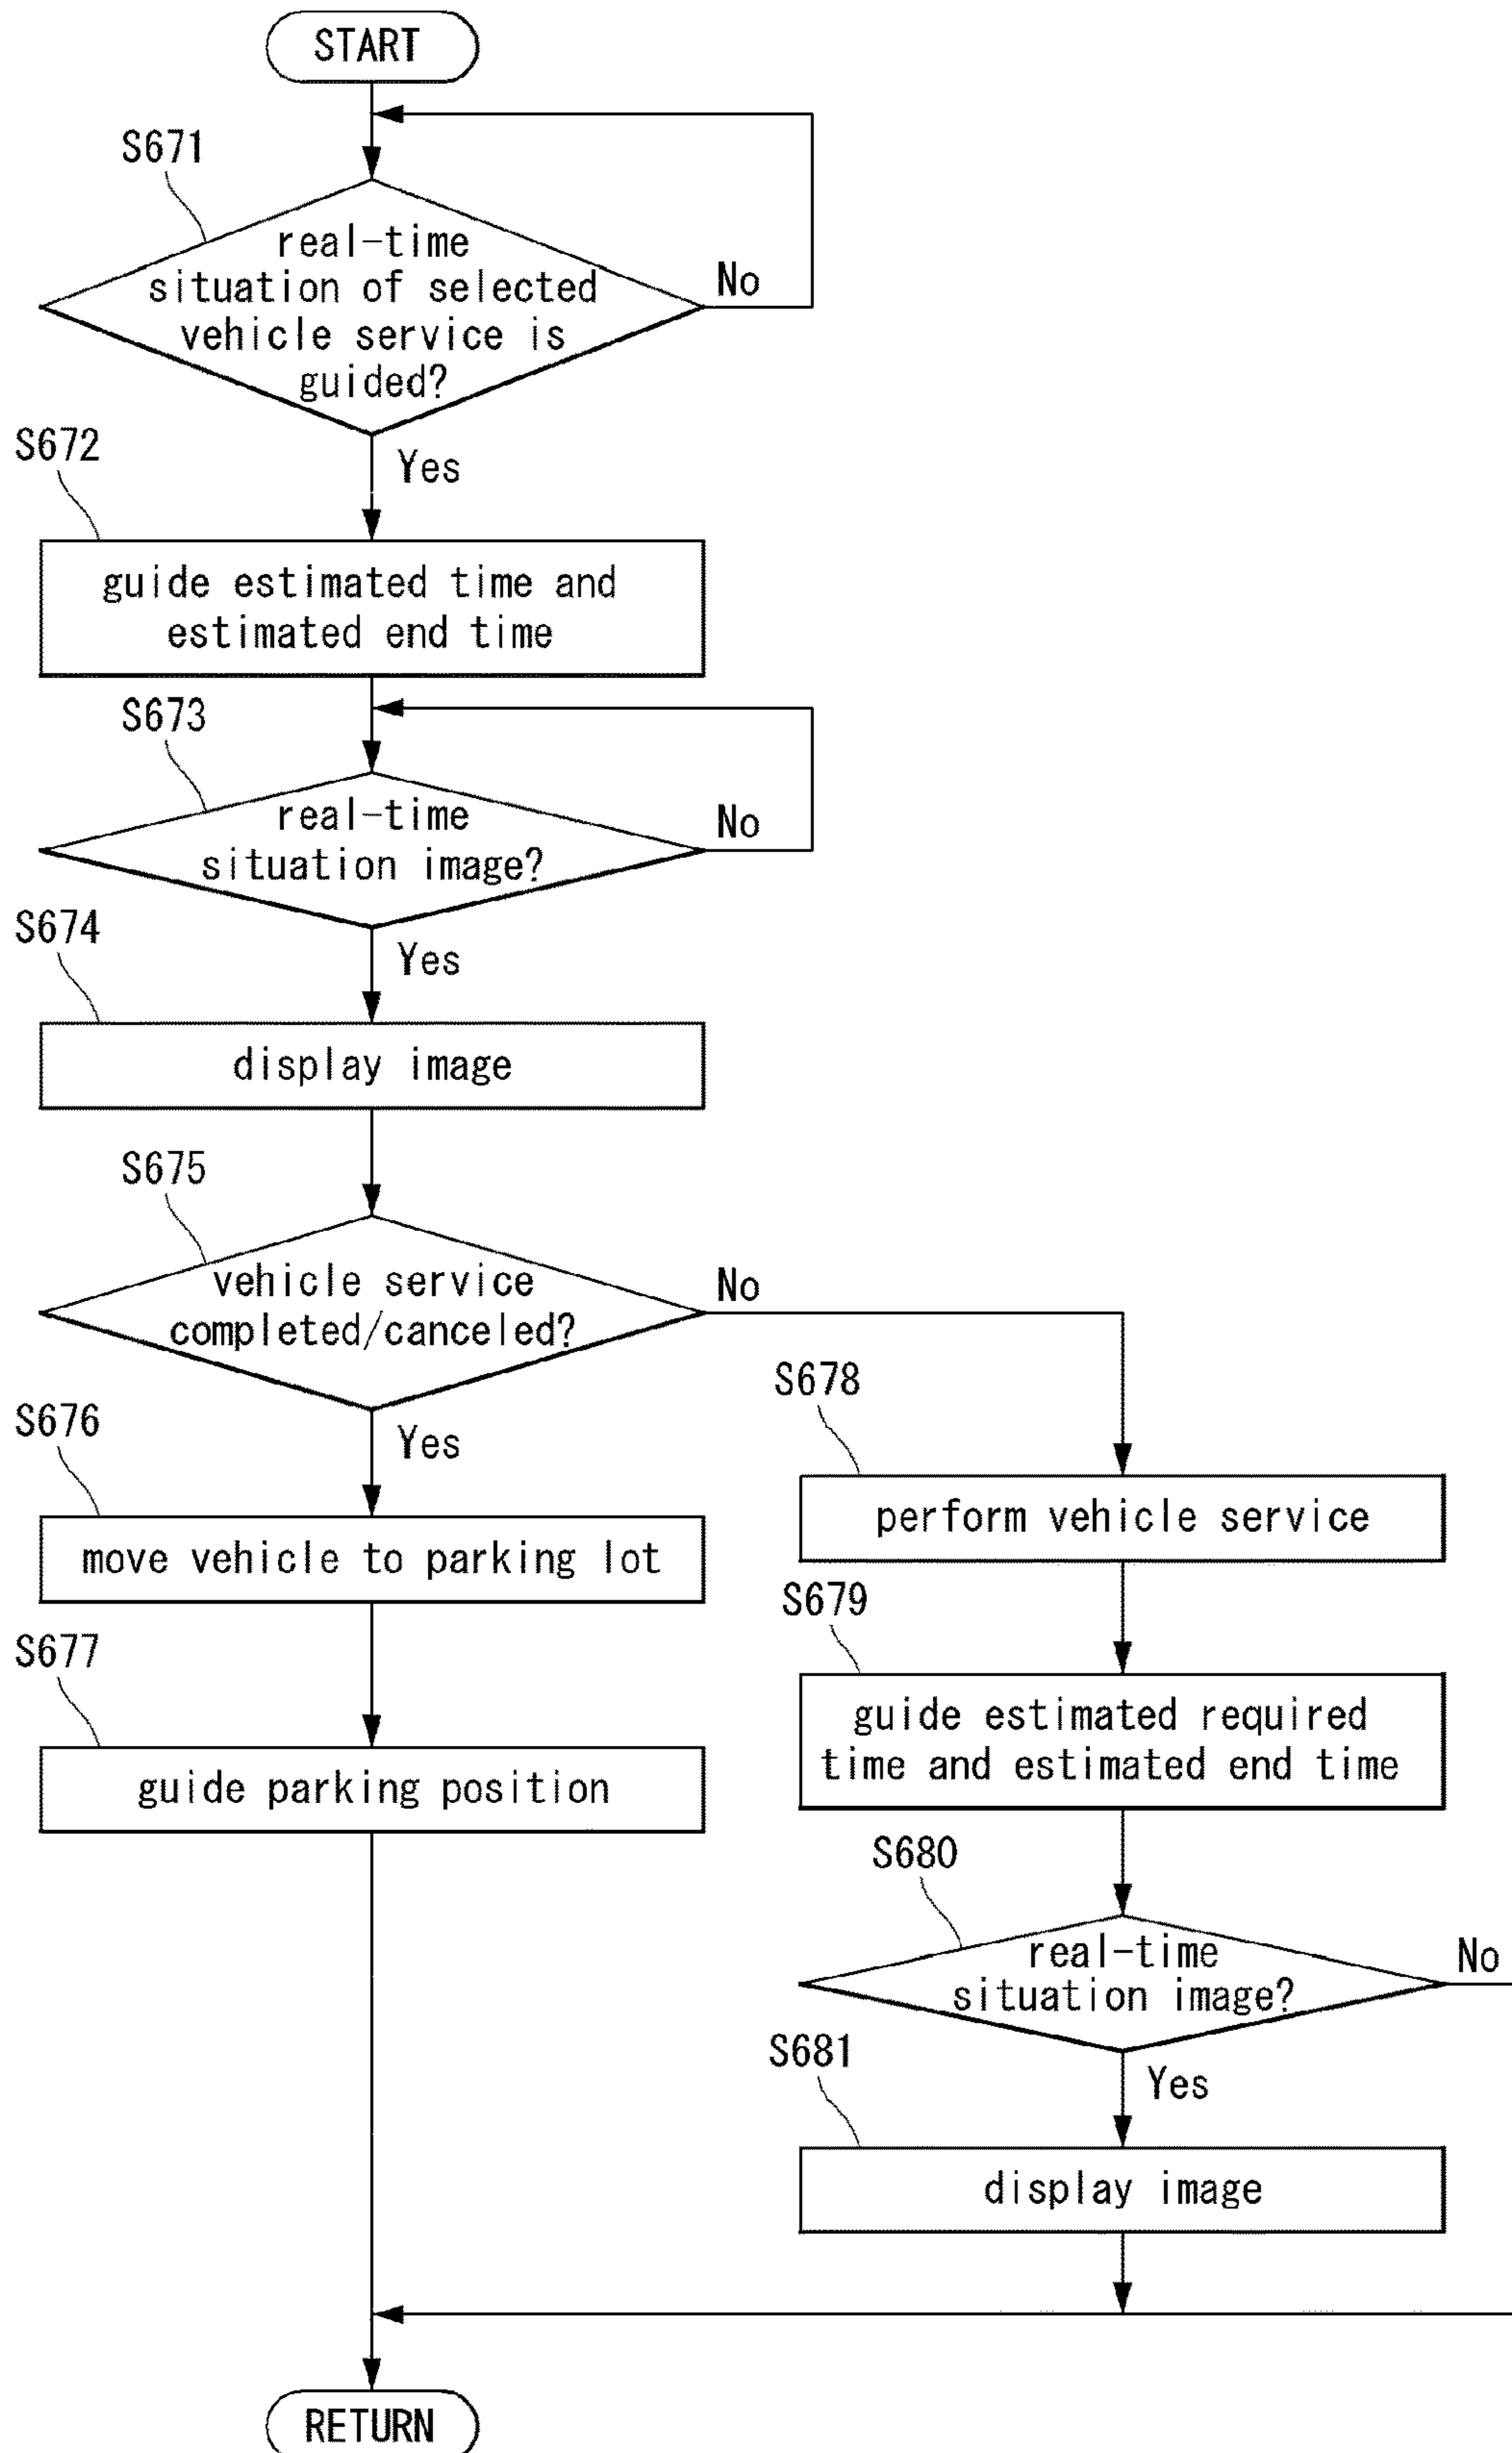 START
S671
real-time
situation of selected
vehicle service is
guided?
No
S672
Yes
guide estimated time and
estimated end time
S673
real-time
situation image?
No
S674
Yes
display image
S675
vehicle service
completed/canceled?
No
S676
Yes
move vehicle to parking lot
S677
guide parking position
S678
perform vehicle service
S679
guide estimated required
time and estimated end time
S680
real-time
situation image?
No
S681
Yes
display image
RETURN